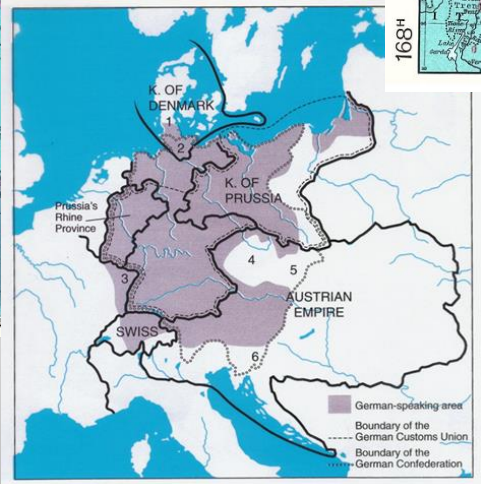 168H
Lake
K. OF
DENMARK
1
2
K. OF
PRUSSIA
Prussia's
Rhine
Province
4
5
3
AUSTRIAN
EMPIRE
SWISS
6
German-speaking area
Boundary of the
German Customs Union
Boundary of the
German Confederation